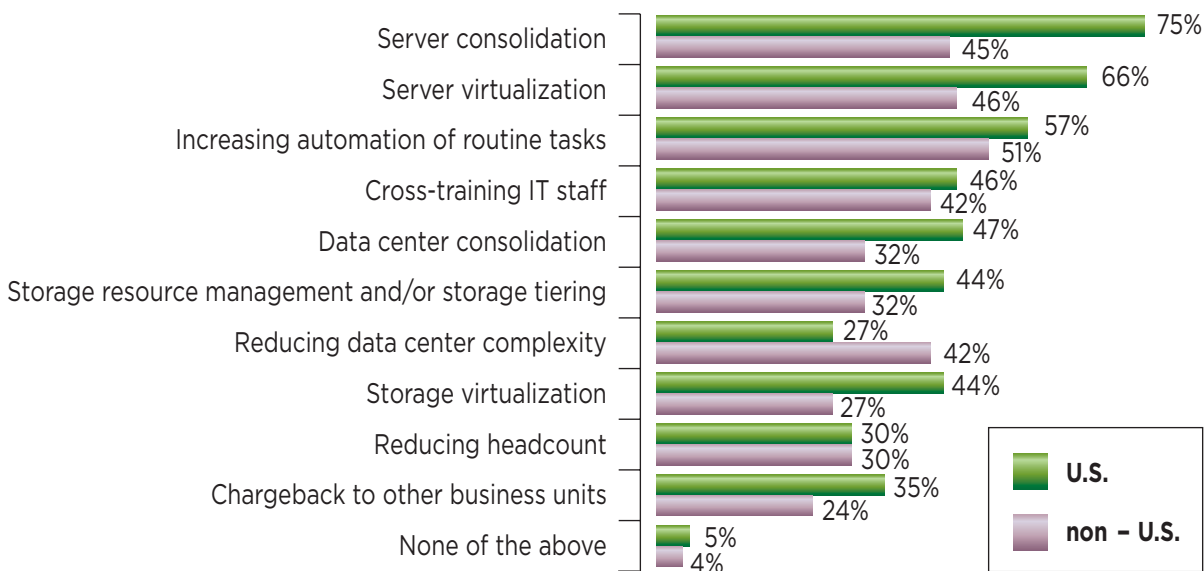 Server consolidation
75%
45%
Server virtualization
66%
46%
Increasing automation of routine tasks
57%
51%
Cross-training IT staff
46%
42%
Data center consolidation
47%
32%
Storage resource management and/or storage tiering
44%
32%
Reducing data center complexity
27%
42%
Storage virtualization
44%
27%
Reducing headcount
30%
30%
Chargeback to other business units
35%
24%
None of the above
5%
4%
U.S.
non – U.S.